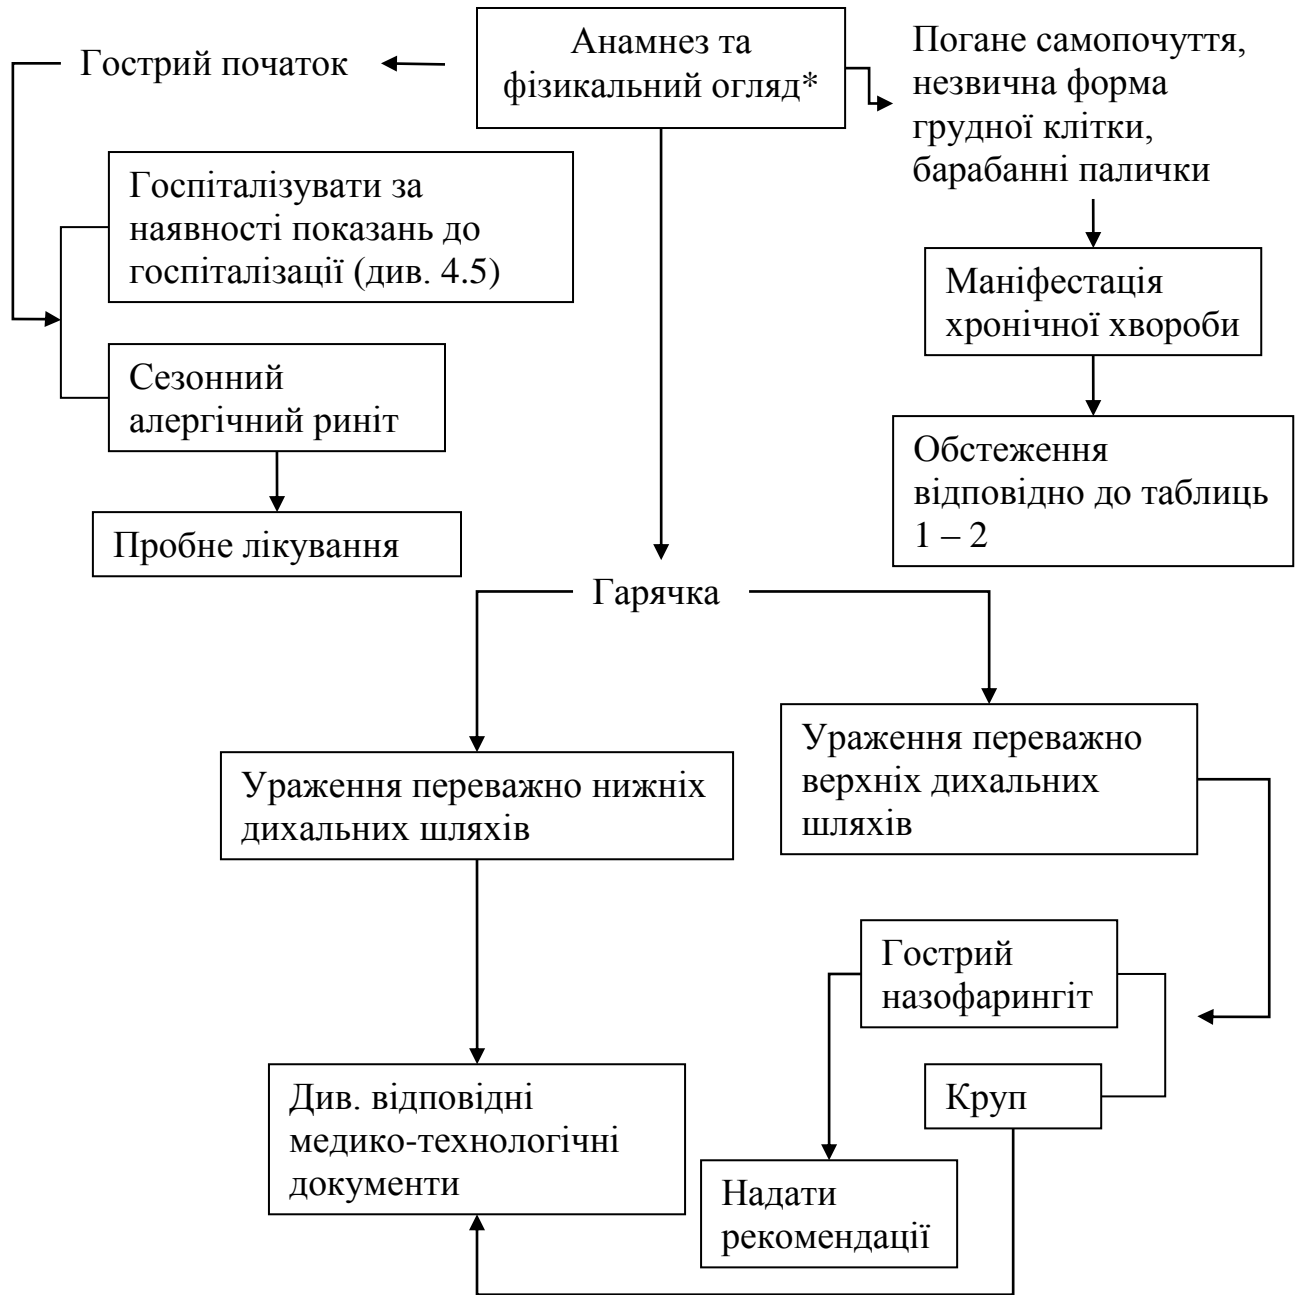 Анамнез та
фізикальний огляд*
Гострий початок
Погане самопочуття,
незвична форма
грудної клітки,
барабанні палички
Госпіталізувати за
наявності показань до
госпіталізації (див. 4.5)
Маніфестація
хронічної хвороби
Сезонний
алергічний риніт
Обстеження
відповідно до таблиць
1 – 2
Пробне лікування
Гарячка
Ураження переважно нижніх
дихальних шляхів
Ураження переважно
верхніх дихальних
шляхів
Гострий
назофарингіт
Круп
Див. відповідні
медико-технологічні
документи
Надати
рекомендації